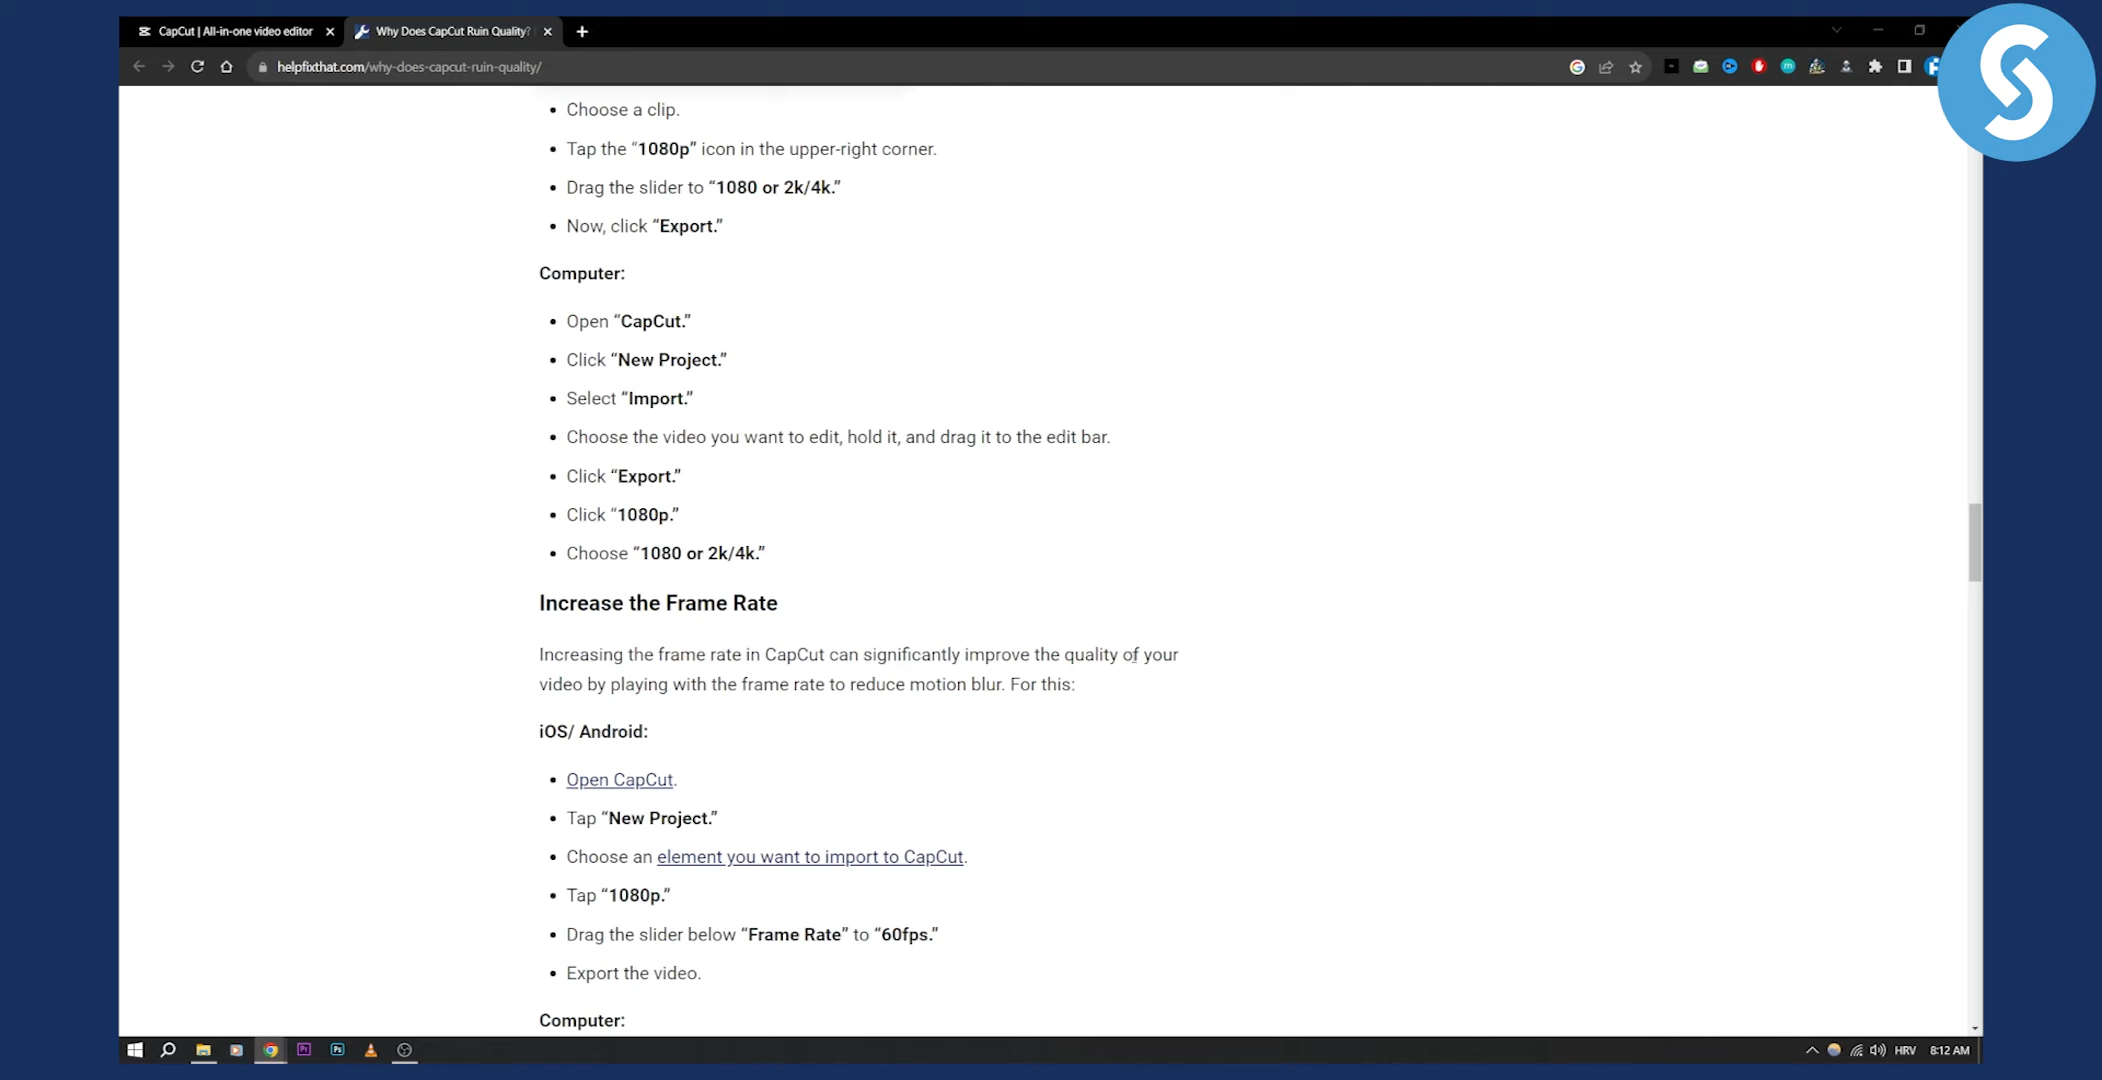 CapCut | All-in-one video editor
Why Does CapCut Ruin Quality?
helpfixthat.com/why-does-capcut-ruin-quality/
• Choose a clip.
• Tap the “1080p” icon in the upper-right corner.
• Drag the slider to “1080 or 2k/4k.”
• Now, click “Export.”
Computer:
• Open “CapCut.”
• Click “New Project.”
• Select “Import.”
• Choose the video you want to edit, hold it, and drag it to the edit bar.
• Click “Export.”
• Click “1080p.”
• Choose “1080 or 2k/4k.”
Increase the Frame Rate
Increasing the frame rate in CapCut can significantly improve the quality of your
video by playing with the frame rate to reduce motion blur. For this:
iOS/ Android:
• Open CapCut.
• Tap “New Project.”
• Choose an element you want to import to CapCut.
• Tap “1080p.”
• Drag the slider below “Frame Rate” to “60fps.”
• Export the video.
Computer:
HRV 8:12 AM